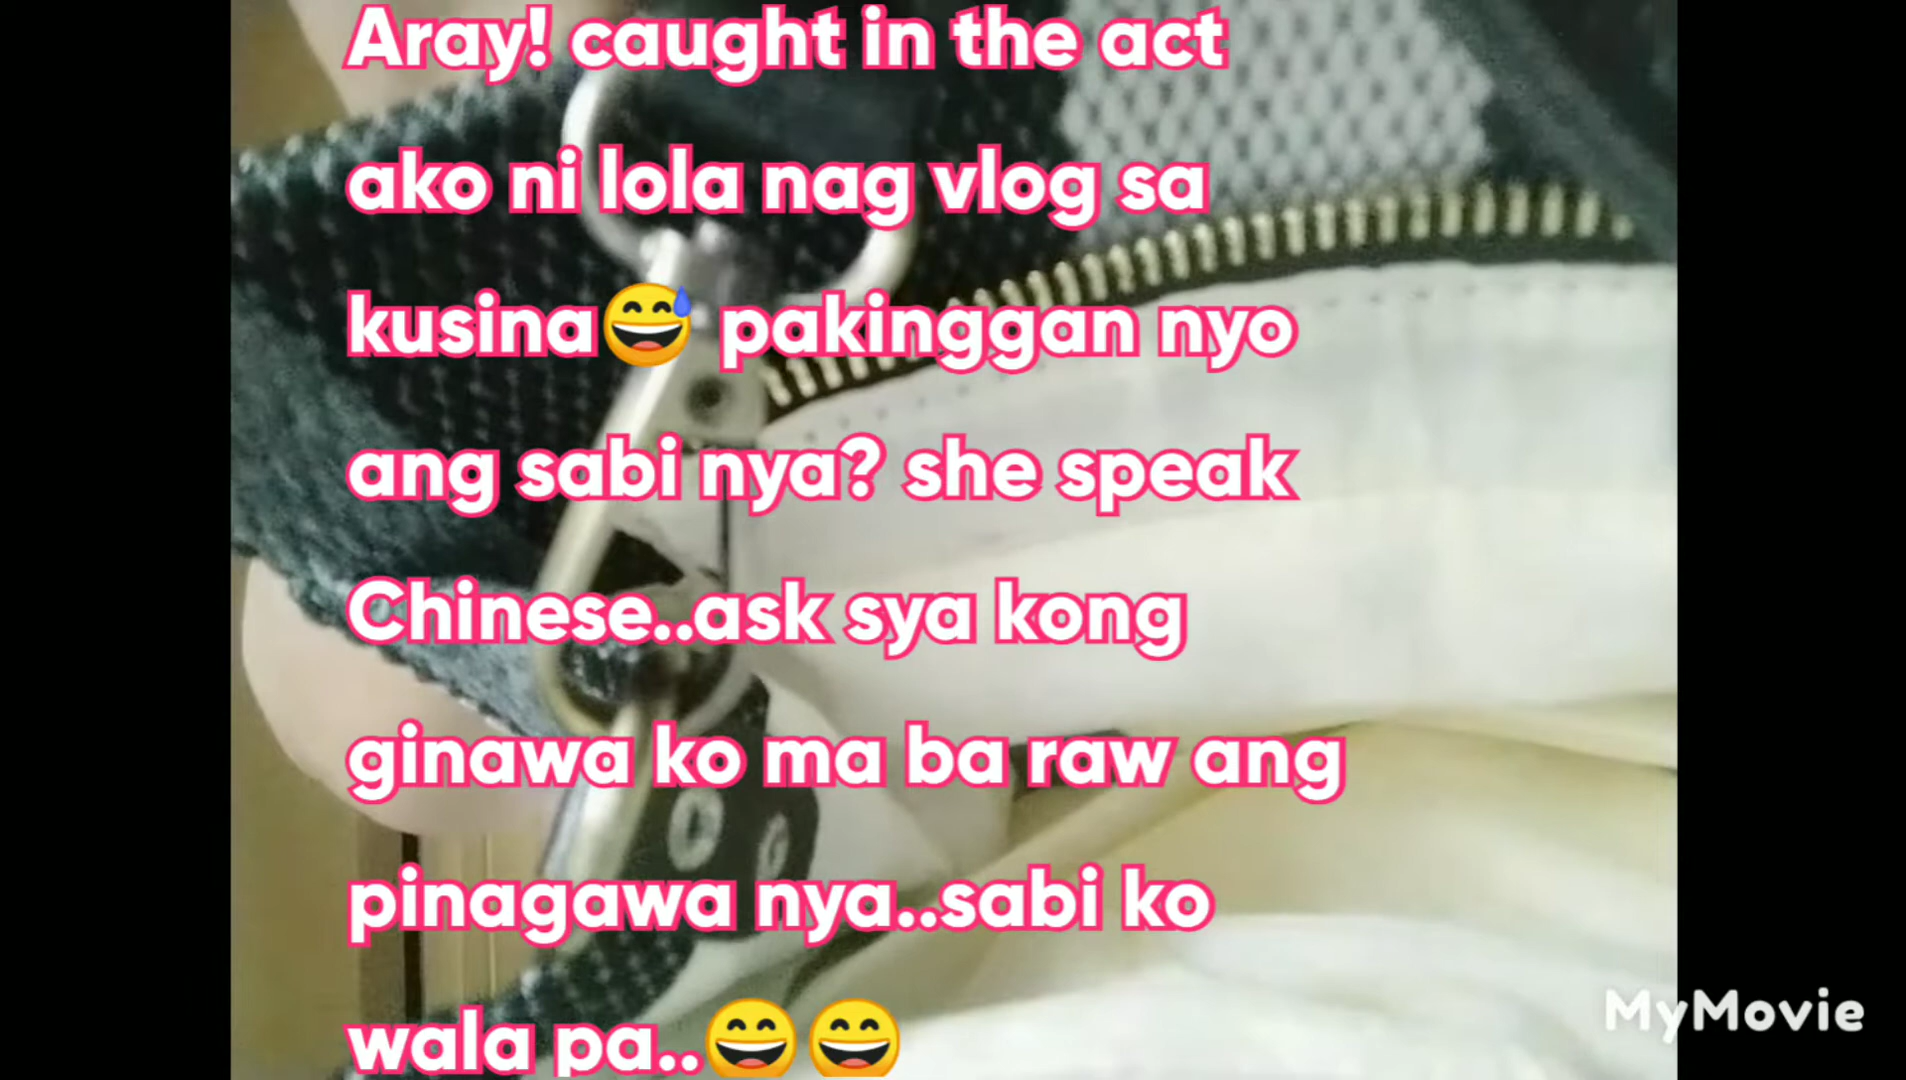 Aray! caught in the act
ako ni lola nag vlog sa
kusina😅 pakinggan nyo
ang sabi nya? she speak
Chinese..ask sya kong
ginawa ko ma ba raw ang
pinagawa nya..sabi ko
wala pa..😄😄
MyMovie